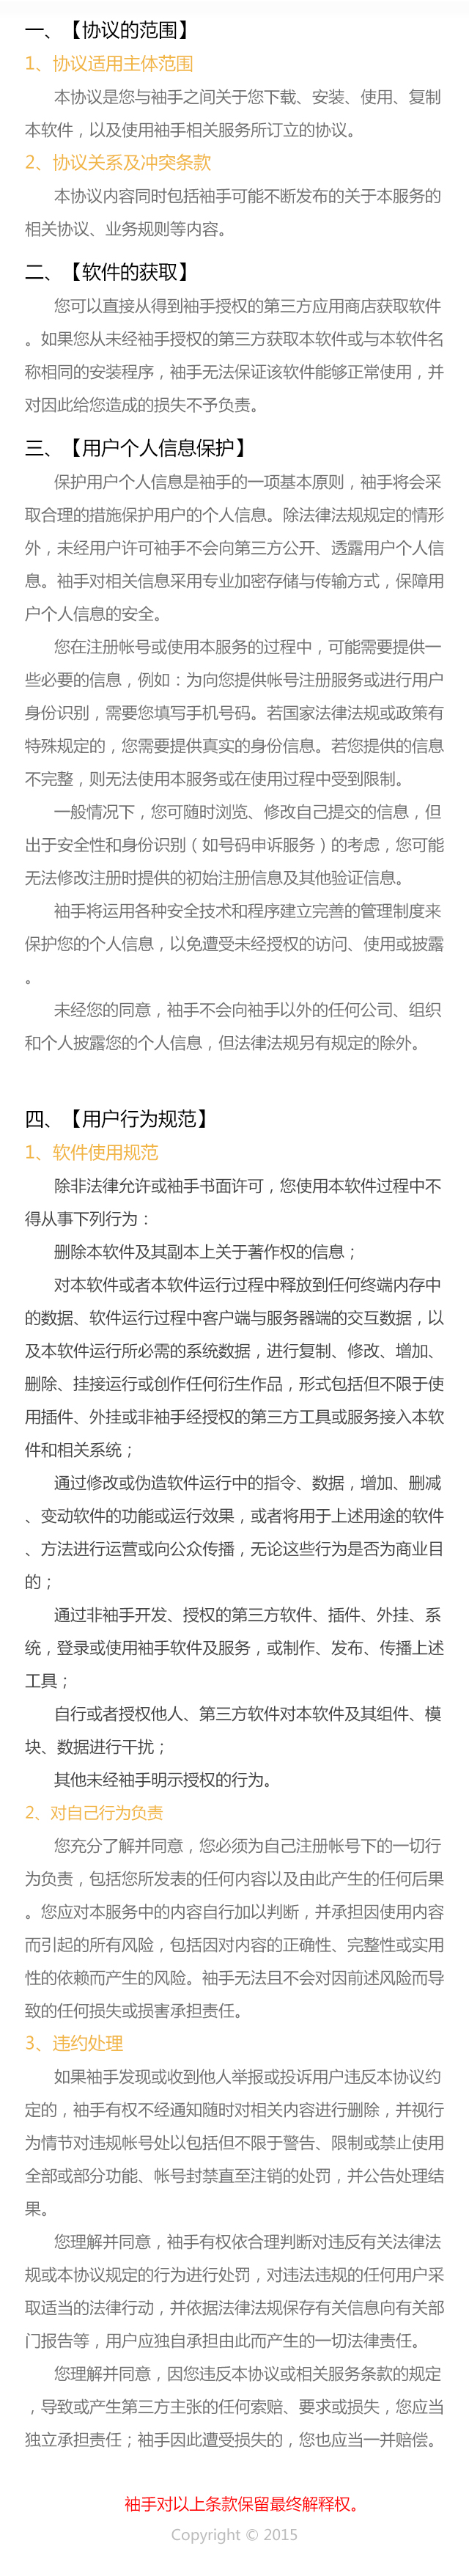 一、【协议的范围】
1、协议适用主体范围
本协议是您与袖手之间关于您下载、安装、使用、复制
本软件，以及使用袖手相关服务所订立的协议。
2、协议关系及冲突条款
本协议内容同时包括袖手可能不断发布的关于本服务的
相关协议、业务规则等内容。
二、【软件的获取】
您可以直接从得到袖手授权的第三方应用商店获取软件
。如果您从未经袖手授权的第三方获取本软件或与本软件名
称相同的安装程序，袖手无法保证该软件能够正常使用，并
对因此给您造成的损失不予负责。
三、【用户个人信息保护】
保护用户个人信息是袖手的一项基本原则，袖手将会采
取合理的措施保护用户的个人信息。除法律法规规定的情形
外，未经用户许可袖手不会向第三方公开、透露用户个人信
息。袖手对相关信息采用专业加密存储与传输方式，保障用
户个人信息的安全。
您在注册帐号或使用本服务的过程中，可能需要提供一
些必要的信息，例如：为向您提供帐号注册服务或进行用户
身份识别，需要您填写手机号码。若国家法律法规或政策有
特殊规定的，您需要提供真实的身份信息。若您提供的信息
不完整，则无法使用本服务或在使用过程中受到限制。
一般情况下，您可随时浏览、修改自己提交的信息，但
出于安全性和身份识别（如号码申诉服务）的考虑，您可能
无法修改注册时提供的初始注册信息及其他验证信息。
袖手将运用各种安全技术和程序建立完善的管理制度来
保护您的个人信息，以免遭受未经授权的访问、使用或披露
。
未经您的同意，袖手不会向袖手以外的任何公司、组织
和个人披露您的个人信息，但法律法规另有规定的除外。
四、【用户行为规范】
1、软件使用规范
除非法律允许或袖手书面许可，您使用本软件过程中不
得从事下列行为：
删除本软件及其副本上关于著作权的信息；
对本软件或者本软件运行过程中释放到任何终端内存中
的数据、软件运行过程中客户端与服务器端的交互数据，以
及本软件运行所必需的系统数据，进行复制、修改、增加、
删除、挂接运行或创作任何衍生作品，形式包括但不限于使
用插件、外挂或非袖手经授权的第三方工具或服务接入本软
件和相关系统；
通过修改或伪造软件运行中的指令、数据，增加、删减
、变动软件的功能或运行效果，或者将用于上述用途的软件
、方法进行运营或向公众传播，无论这些行为是否为商业目
的；
通过非袖手开发、授权的第三方软件、插件、外挂、系
统，登录或使用袖手软件及服务，或制作、发布、传播上述
工具；
自行或者授权他人、第三方软件对本软件及其组件、模
块、数据进行干扰；
其他未经袖手明示授权的行为。
2、对自己行为负责
您充分了解并同意，您必须为自己注册帐号下的一切行
为负责，包括您所发表的任何内容以及由此产生的任何后果
。您应对本服务中的内容自行加以判断，并承担因使用内容
而引起的所有风险，包括因对内容的正确性、完整性或实用
性的依赖而产生的风险。袖手无法且不会对因前述风险而导
致的任何损失或损害承担责任。
3、违约处理
如果袖手发现或收到他人举报或投诉用户违反本协议约
定的，袖手有权不经通知随时对相关内容进行删除，并视行
为情节对违规帐号处以包括但不限于警告、限制或禁止使用
全部或部分功能、帐号封禁直至注销的处罚，并公告处理结
果。
您理解并同意，袖手有权依合理判断对违反有关法律法
规或本协议规定的行为进行处罚，对违法违规的任何用户采
取适当的法律行动，并依据法律法规保存有关信息向有关部
门报告等，用户应独自承担由此而产生的一切法律责任。
您理解并同意，因您违反本协议或相关服务条款的规定
，导致或产生第三方主张的任何索赔、要求或损失，您应当
独立承担责任；袖手因此遭受损失的，您也应当一并赔偿。
袖手对以上条款保留最终解释权。
Copyright © 2015